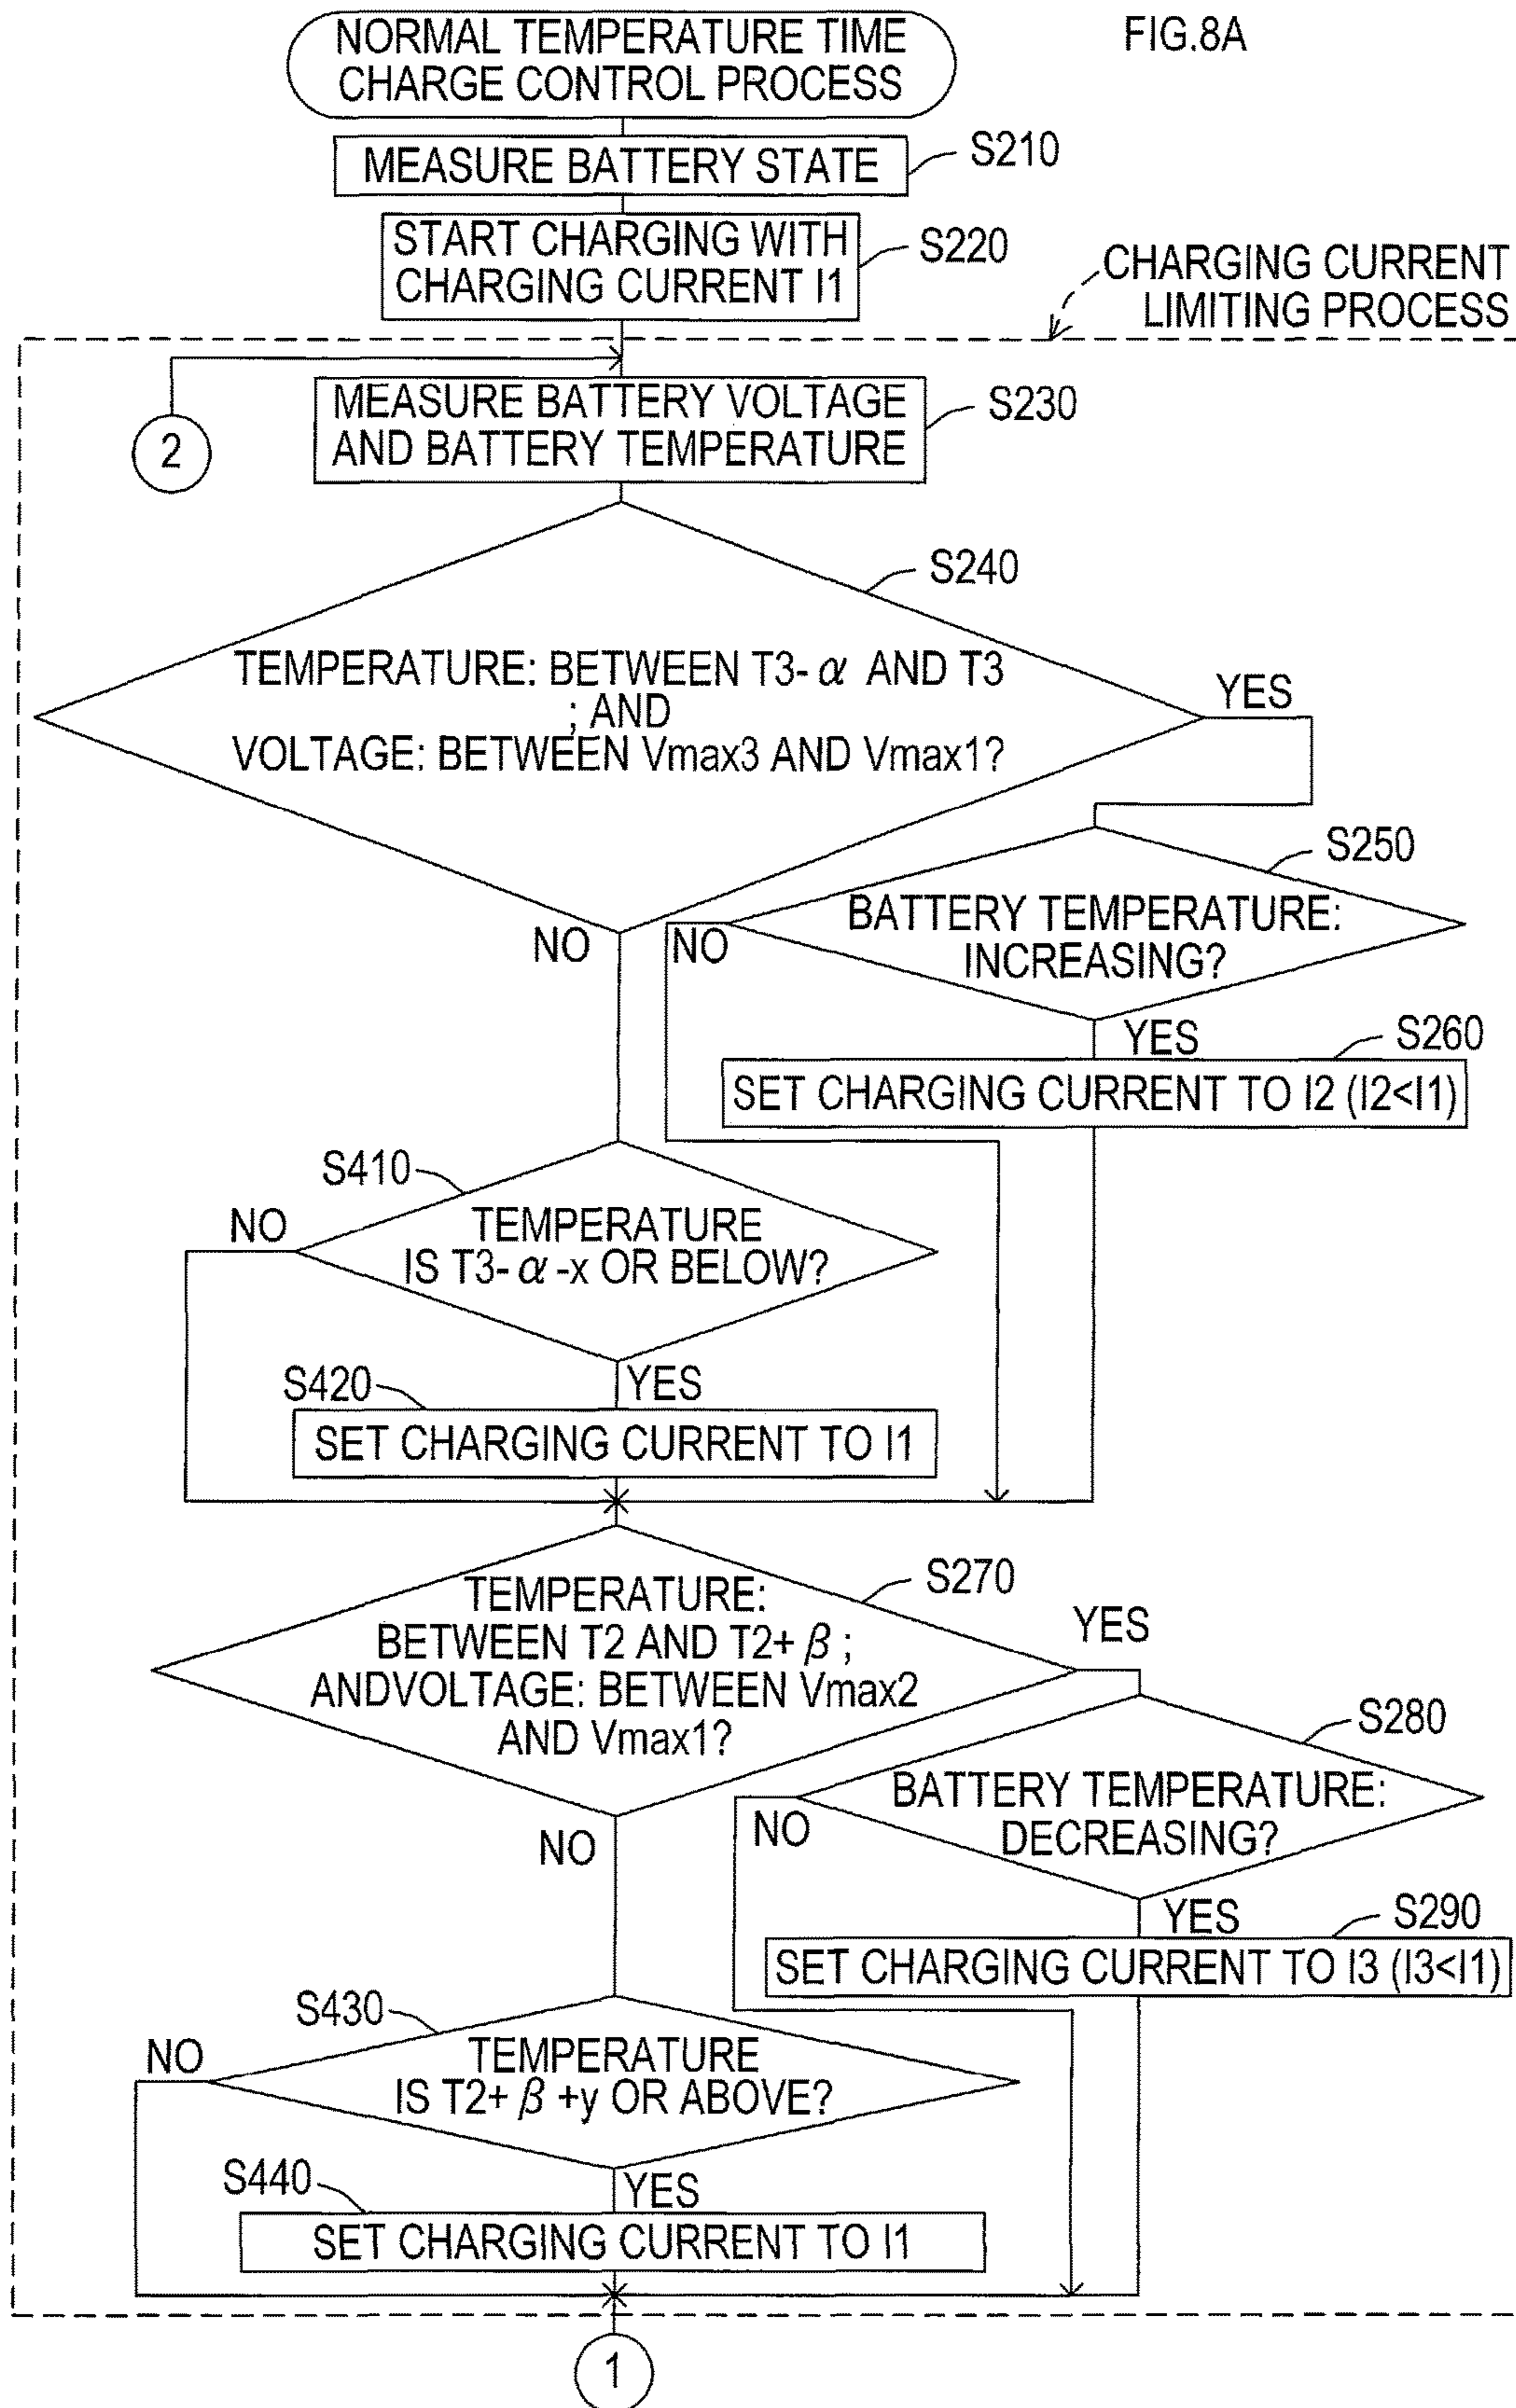 FIG.8A
NORMAL TEMPERATURE TIME
CHARGE CONTROL PROCESS
MEASURE BATTERY STATE
S210
START CHARGING WITH
CHARGING CURRENT I1
S220
CHARGING CURRENT
LIMITING PROCESS
2
MEASURE BATTERY VOLTAGE
AND BATTERY TEMPERATURE
S230
S240
TEMPERATURE: BETWEEN T3-α AND T3
; AND
VOLTAGE: BETWEEN Vmax3 AND Vmax1?
YES
NO
S250
BATTERY TEMPERATURE:
INCREASING?
NO
YES
S260
SET CHARGING CURRENT TO I2 (I2<I1)
S410
TEMPERATURE
IS T3-α-x OR BELOW?
NO
YES
S420
SET CHARGING CURRENT TO I1
S270
TEMPERATURE:
BETWEEN T2 AND T2+β;
ANDVOLTAGE: BETWEEN Vmax2
AND Vmax1?
YES
NO
S280
BATTERY TEMPERATURE:
DECREASING?
NO
YES
S290
SET CHARGING CURRENT TO I3 (I3<I1)
S430
TEMPERATURE
IS T2+β+y OR ABOVE?
NO
YES
S440
SET CHARGING CURRENT TO I1
1